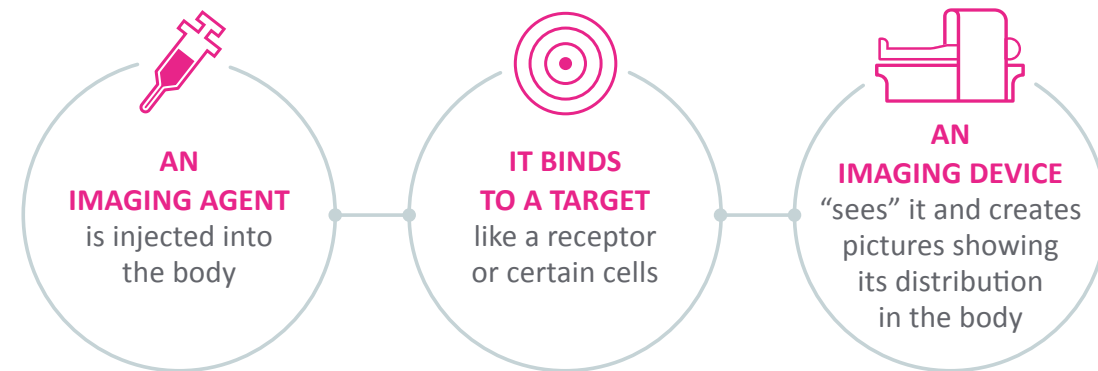 AN
IMAGING AGENT
is injected into
the body
IT BINDS
TO A TARGET
like a receptor
or certain cells
AN
IMAGING DEVICE
“sees” it and creates
pictures showing
its distribution
in the body